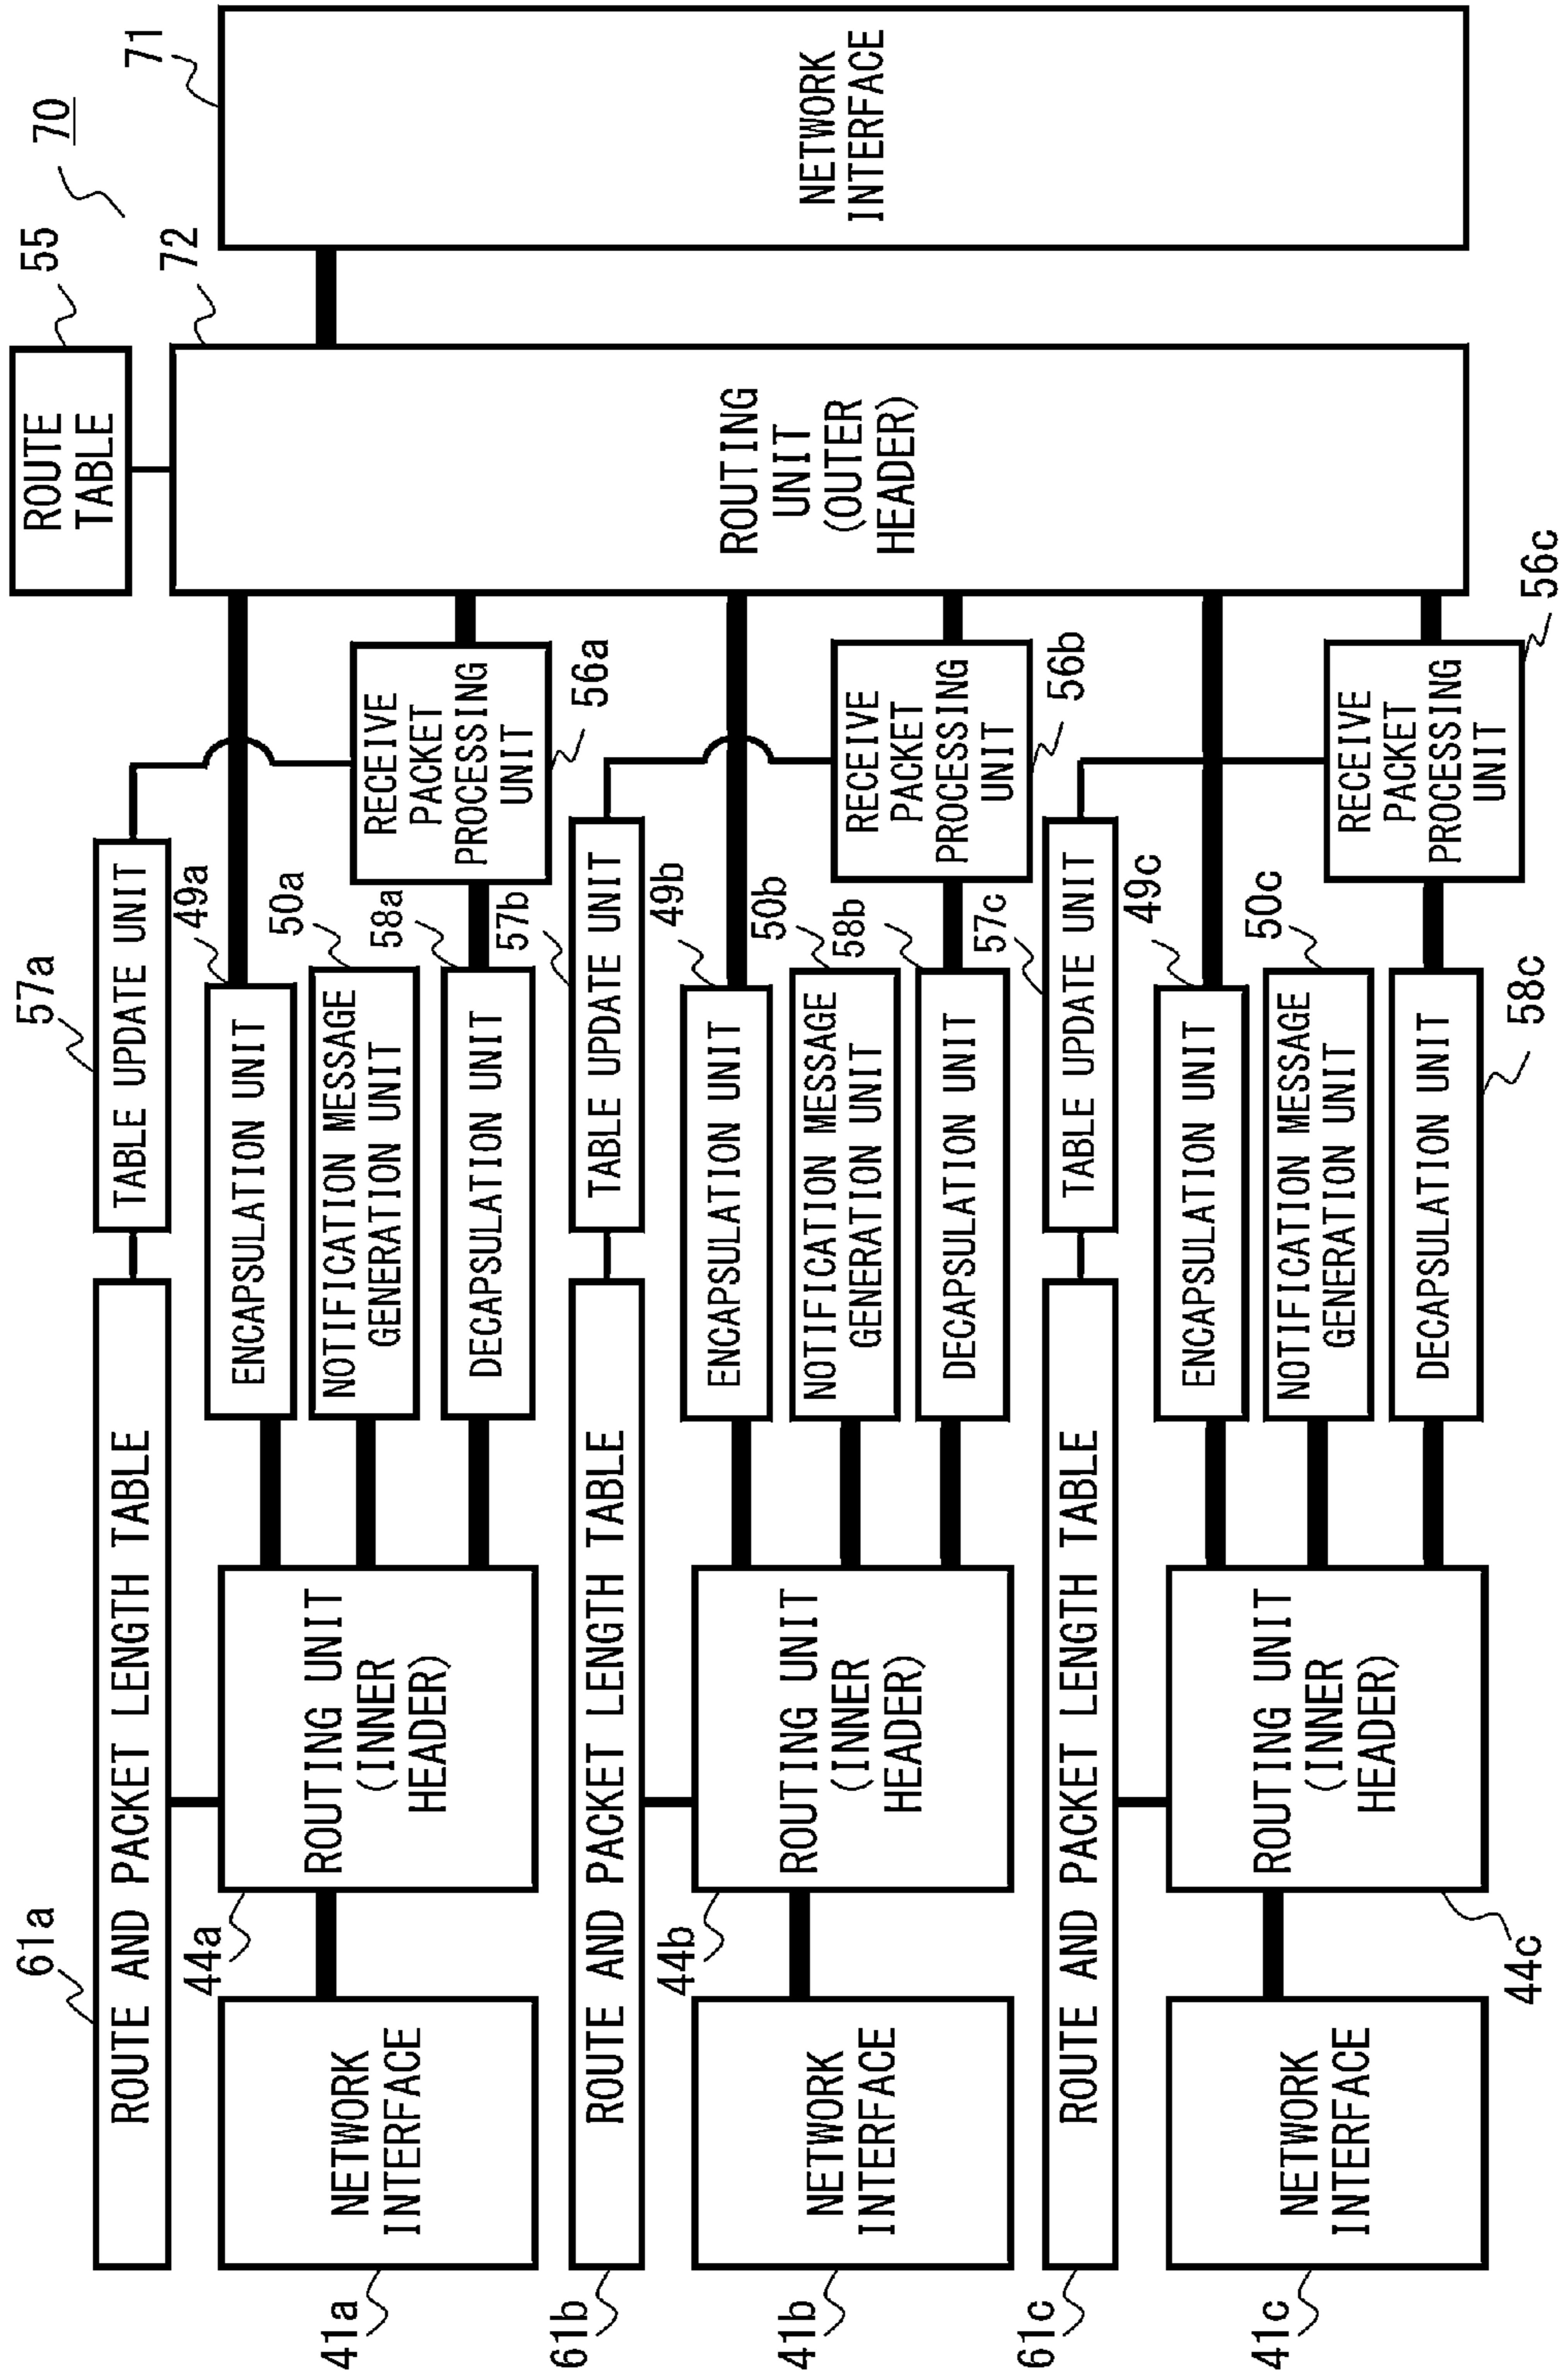 61a
57a
55
70
ROUTE AND PACKET LENGTH TABLE
TABLE UPDATE UNIT
ROUTE
TABLE
71
44a
49a
72
NETWORK
INTERFACE
ROUTING UNIT
(INNER
HEADER)
ENCAPSULATION UNIT
50a
NOTIFICATION MESSAGE
GENERATION UNIT
58a
DECAPSULATION UNIT
RECEIVE
PACKET
PROCESSING
UNIT
56a
41a
61b
57b
ROUTE AND PACKET LENGTH TABLE
TABLE UPDATE UNIT
44b
49b
NETWORK
INTERFACE
ROUTING UNIT
(INNER
HEADER)
ENCAPSULATION UNIT
50b
NOTIFICATION MESSAGE
GENERATION UNIT
58b
DECAPSULATION UNIT
RECEIVE
PACKET
PROCESSING
UNIT
56b
41b
ROUTING
UNIT
(OUTER
HEADER)
NETWORK
INTERFACE
61c
57c
ROUTE AND PACKET LENGTH TABLE
TABLE UPDATE UNIT
49c
NETWORK
INTERFACE
ROUTING UNIT
(INNER
HEADER)
ENCAPSULATION UNIT
50c
NOTIFICATION MESSAGE
GENERATION UNIT
DECAPSULATION UNIT
RECEIVE
PACKET
PROCESSING
UNIT
41c
44c
58c
56c